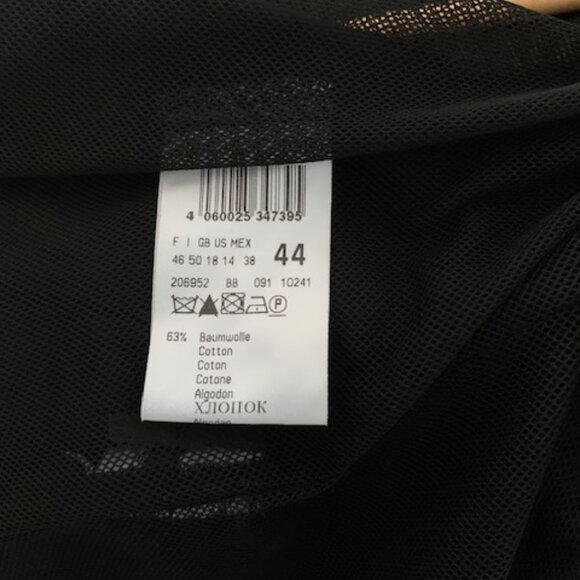 4 060025 347395
F I GB US MEX
46 50 18 14 38 44
206952 BB 091 10241
P
63% Baumwolle
Cotton
Coton
Cotone
Algodon
ХЛОПОК